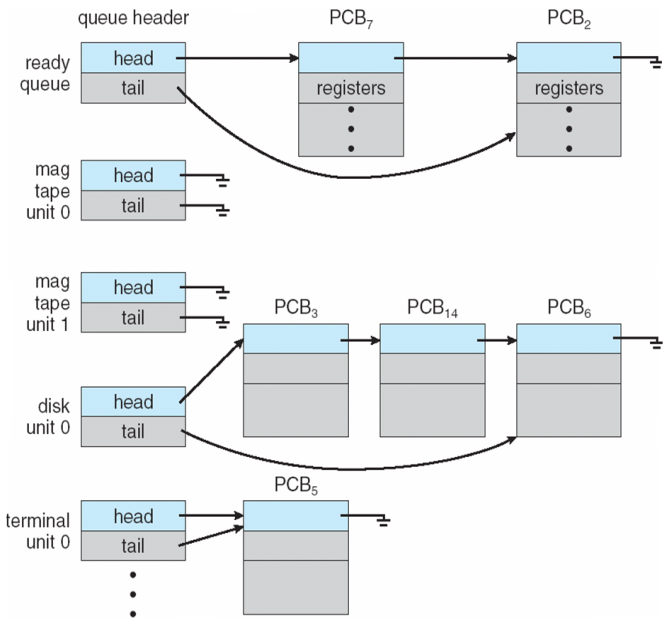 queue header
PCB₇
PCB₂
ready
queue
head
tail
registers
registers
mag
tape
unit 0
head
tail
mag
tape
unit 1
head
tail
PCB₃
PCB₁₄
PCB₆
disk
unit 0
head
tail
PCB₅
terminal
unit 0
head
tail